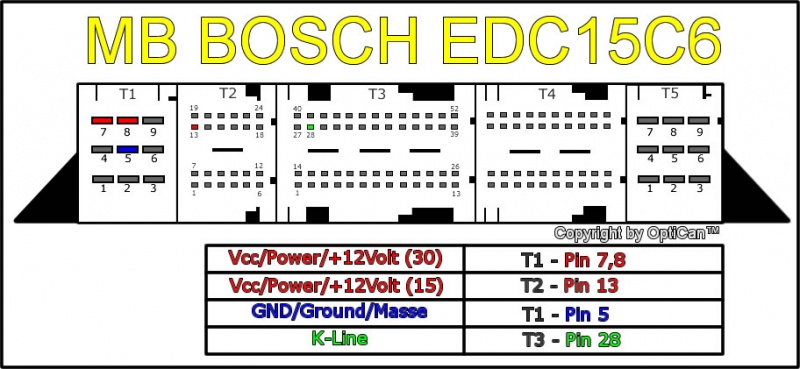 MB BOSCH EDC15C6
T1 T2 T3 T4 T5
19 24 40 52
7 8 9 13 18 27 28 39 7 8 9
4 5 6 4 5 6
7 12 14 26
1 2 3 1 6 1 13 1 2 3
Copyright by OptiCan™
Vcc/Power/+12Volt (30) T1 - Pin 7,8
Vcc/Power/+12Volt (15) T2 - Pin 13
GND/Ground/Masse T1 - Pin 5
K-Line T3 - Pin 28